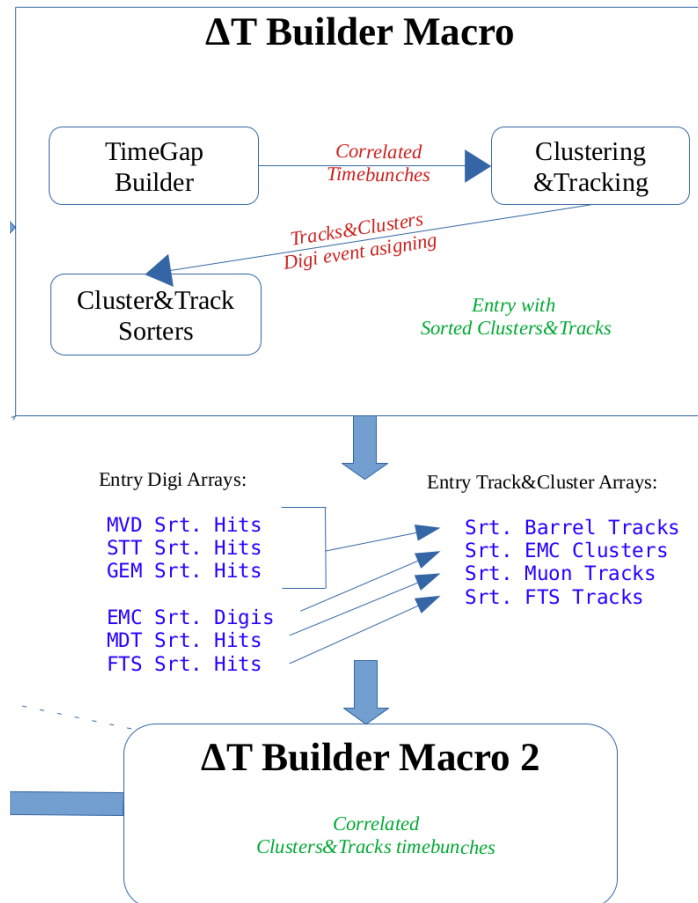 ΔT Builder Macro
TimeGap
Builder
Correlated
Timebunches
Clustering
&Tracking
Tracks&Clusters
Digi event asigning
Cluster&Track
Sorters
Entry with
Sorted Clusters&Tracks
Entry Digi Arrays:
MVD Srt. Hits
STT Srt. Hits
GEM Srt. Hits
EMC Srt. Digis
MDT Srt. Hits
FTS Srt. Hits
Entry Track&Cluster Arrays:
Srt. Barrel Tracks
Srt. EMC Clusters
Srt. Muon Tracks
Srt. FTS Tracks
ΔT Builder Macro 2
Correlated
Clusters&Tracks timebunches